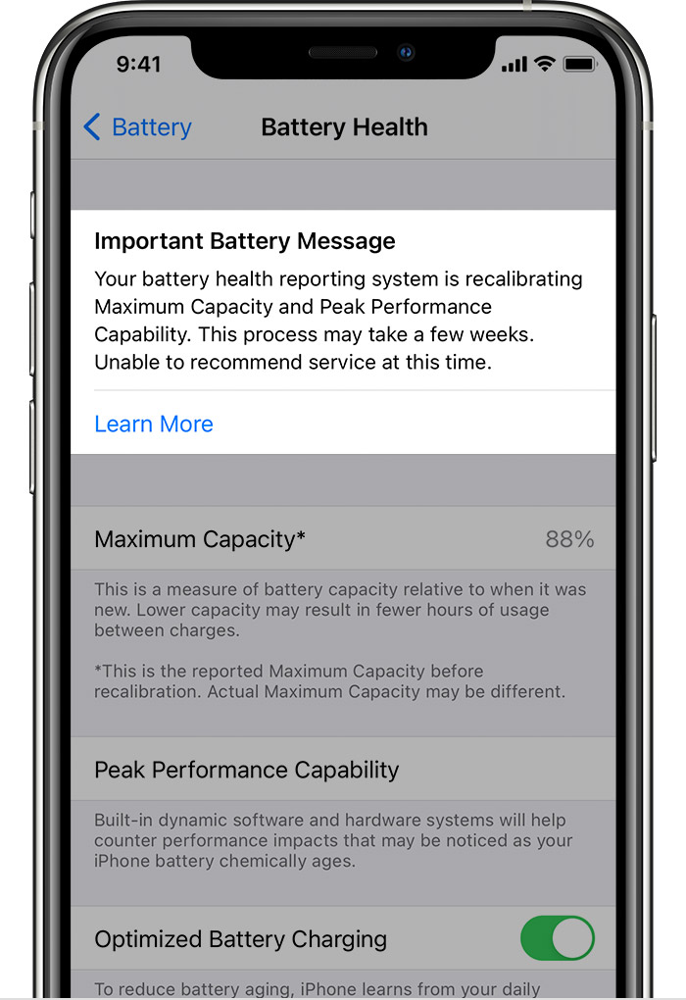 9:41
Battery
Battery Health
Important Battery Message
Your battery health reporting system is recalibrating
Maximum Capacity and Peak Performance
Capability. This process may take a few weeks.
Unable to recommend service at this time.
Learn More
Maximum Capacity*
88%
This is a measure of battery capacity relative to when it was
new. Lower capacity may result in fewer hours of usage
between charges.
*This is the reported Maximum Capacity before
recalibration. Actual Maximum Capacity may be different.
Peak Performance Capability
Built-in dynamic software and hardware systems will help
counter performance impacts that may be noticed as your
iPhone battery chemically ages.
Optimized Battery Charging
To reduce battery aging, iPhone learns from your daily